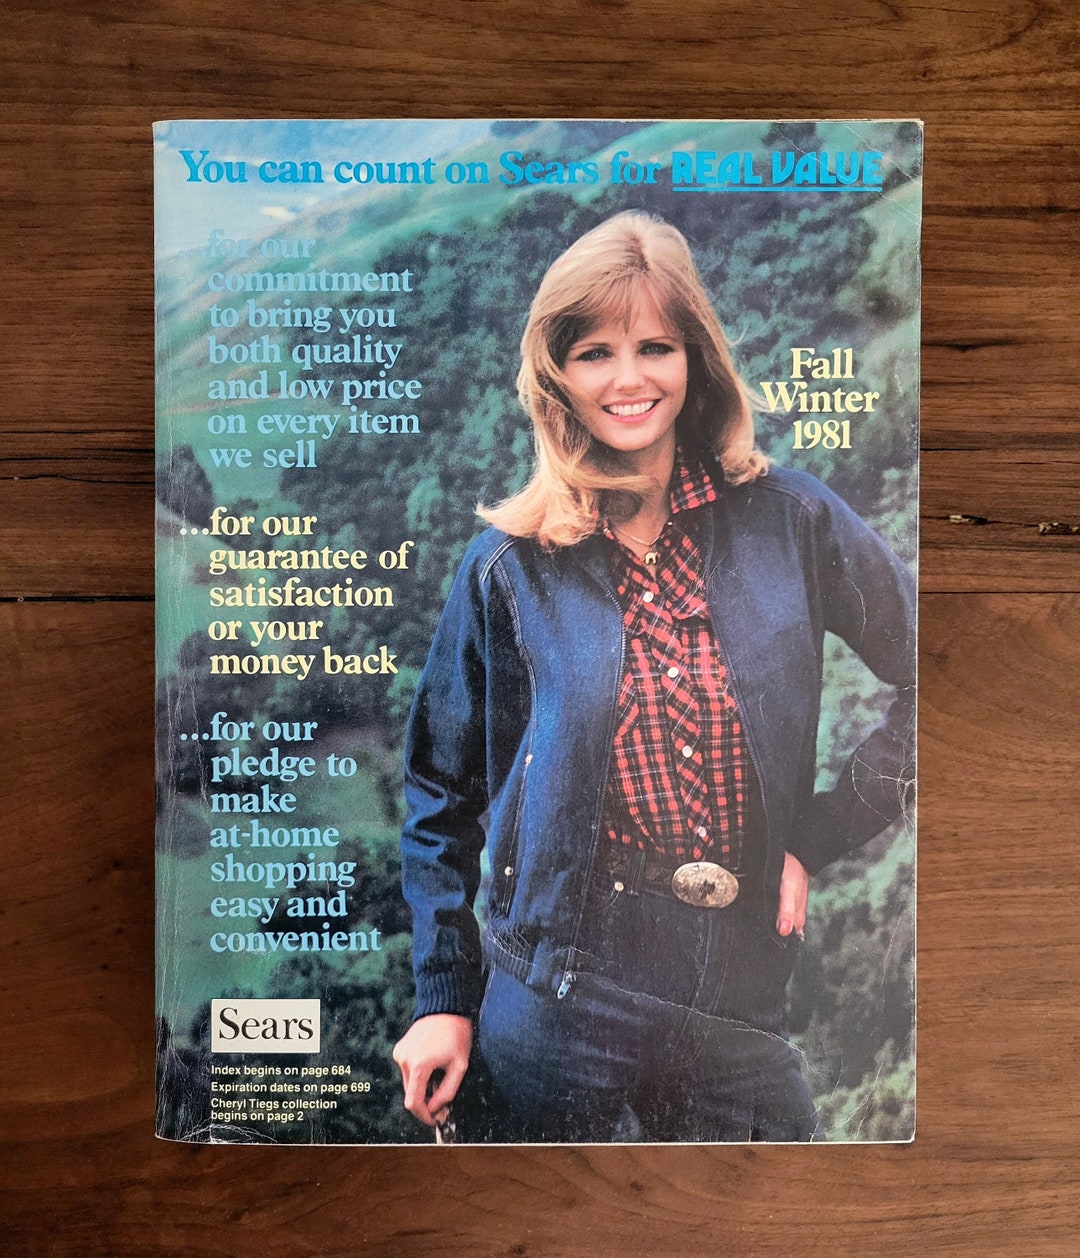 You can count on Sears for REAL VALUE
...for our
commitment
to bring you
both quality
and low price
on every item
we sell
...for our
guarantee of
satisfaction
or your
money back
...for our
pledge to
make
at-home
shopping
easy and
convenient
Fall
Winter
1981
Sears
Index begins on page 684
Expiration dates on page 699
Cheryl Tiegs collection
begins on page 2